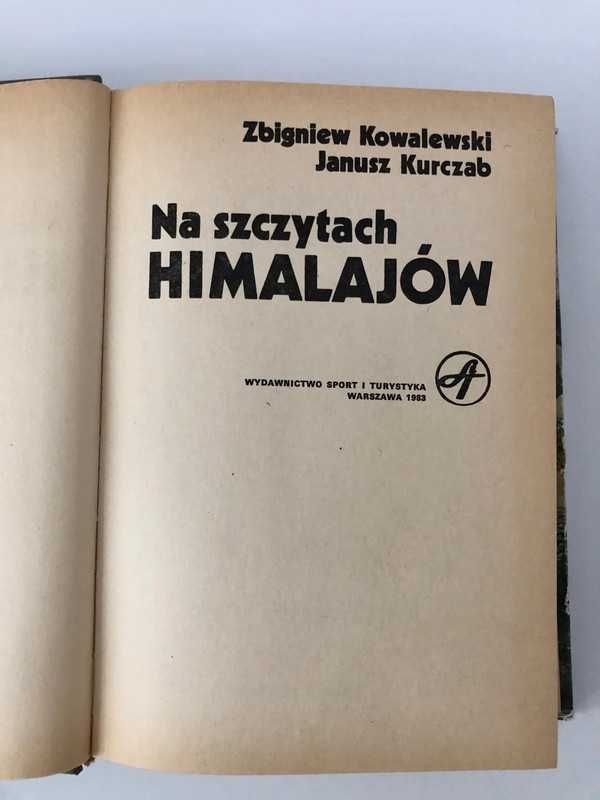 Zbigniew Kowalewski
Janusz Kurczab
Na szczytach
HIMALAJÓW
WYDAWNICTWO SPORT I TURYSTYKA
WARSZAWA 1983